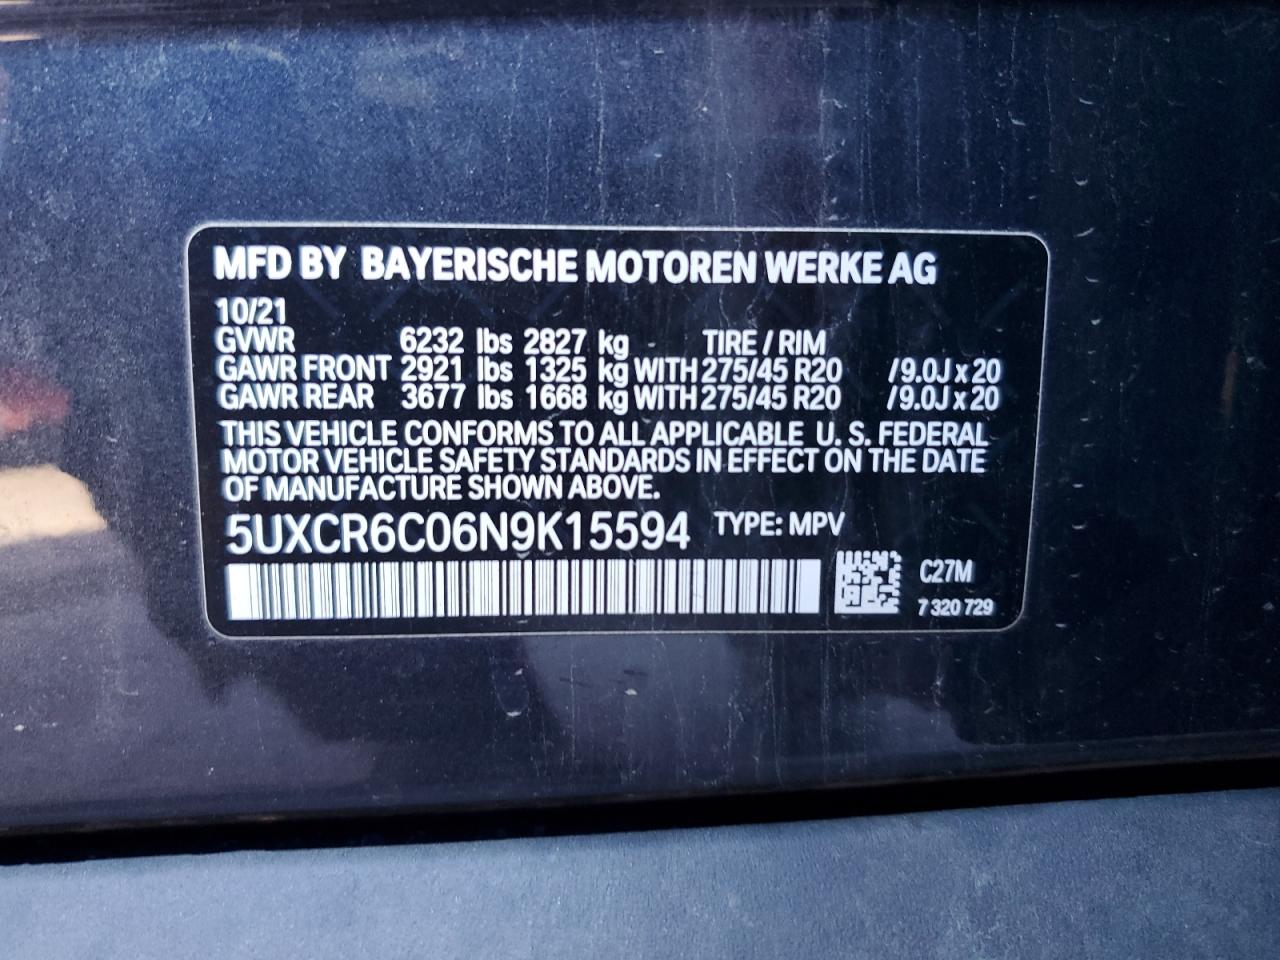 MFD BY BAYERISCHE MOTOREN WERKE AG
10/21
GVWR 6232 lbs 2827 kg TIRE / RIM
GAWR FRONT 2921 lbs 1325 kg WITH 275/45 R20 /9.0J x 20
GAWR REAR 3677 lbs 1668 kg WITH 275/45 R20 /9.0J x 20
THIS VEHICLE CONFORMS TO ALL APPLICABLE U. S. FEDERAL
MOTOR VEHICLE SAFETY STANDARDS IN EFFECT ON THE DATE
OF MANUFACTURE SHOWN ABOVE.
5UXCR6C06N9K15594 TYPE: MPV
C27M
7 320 729